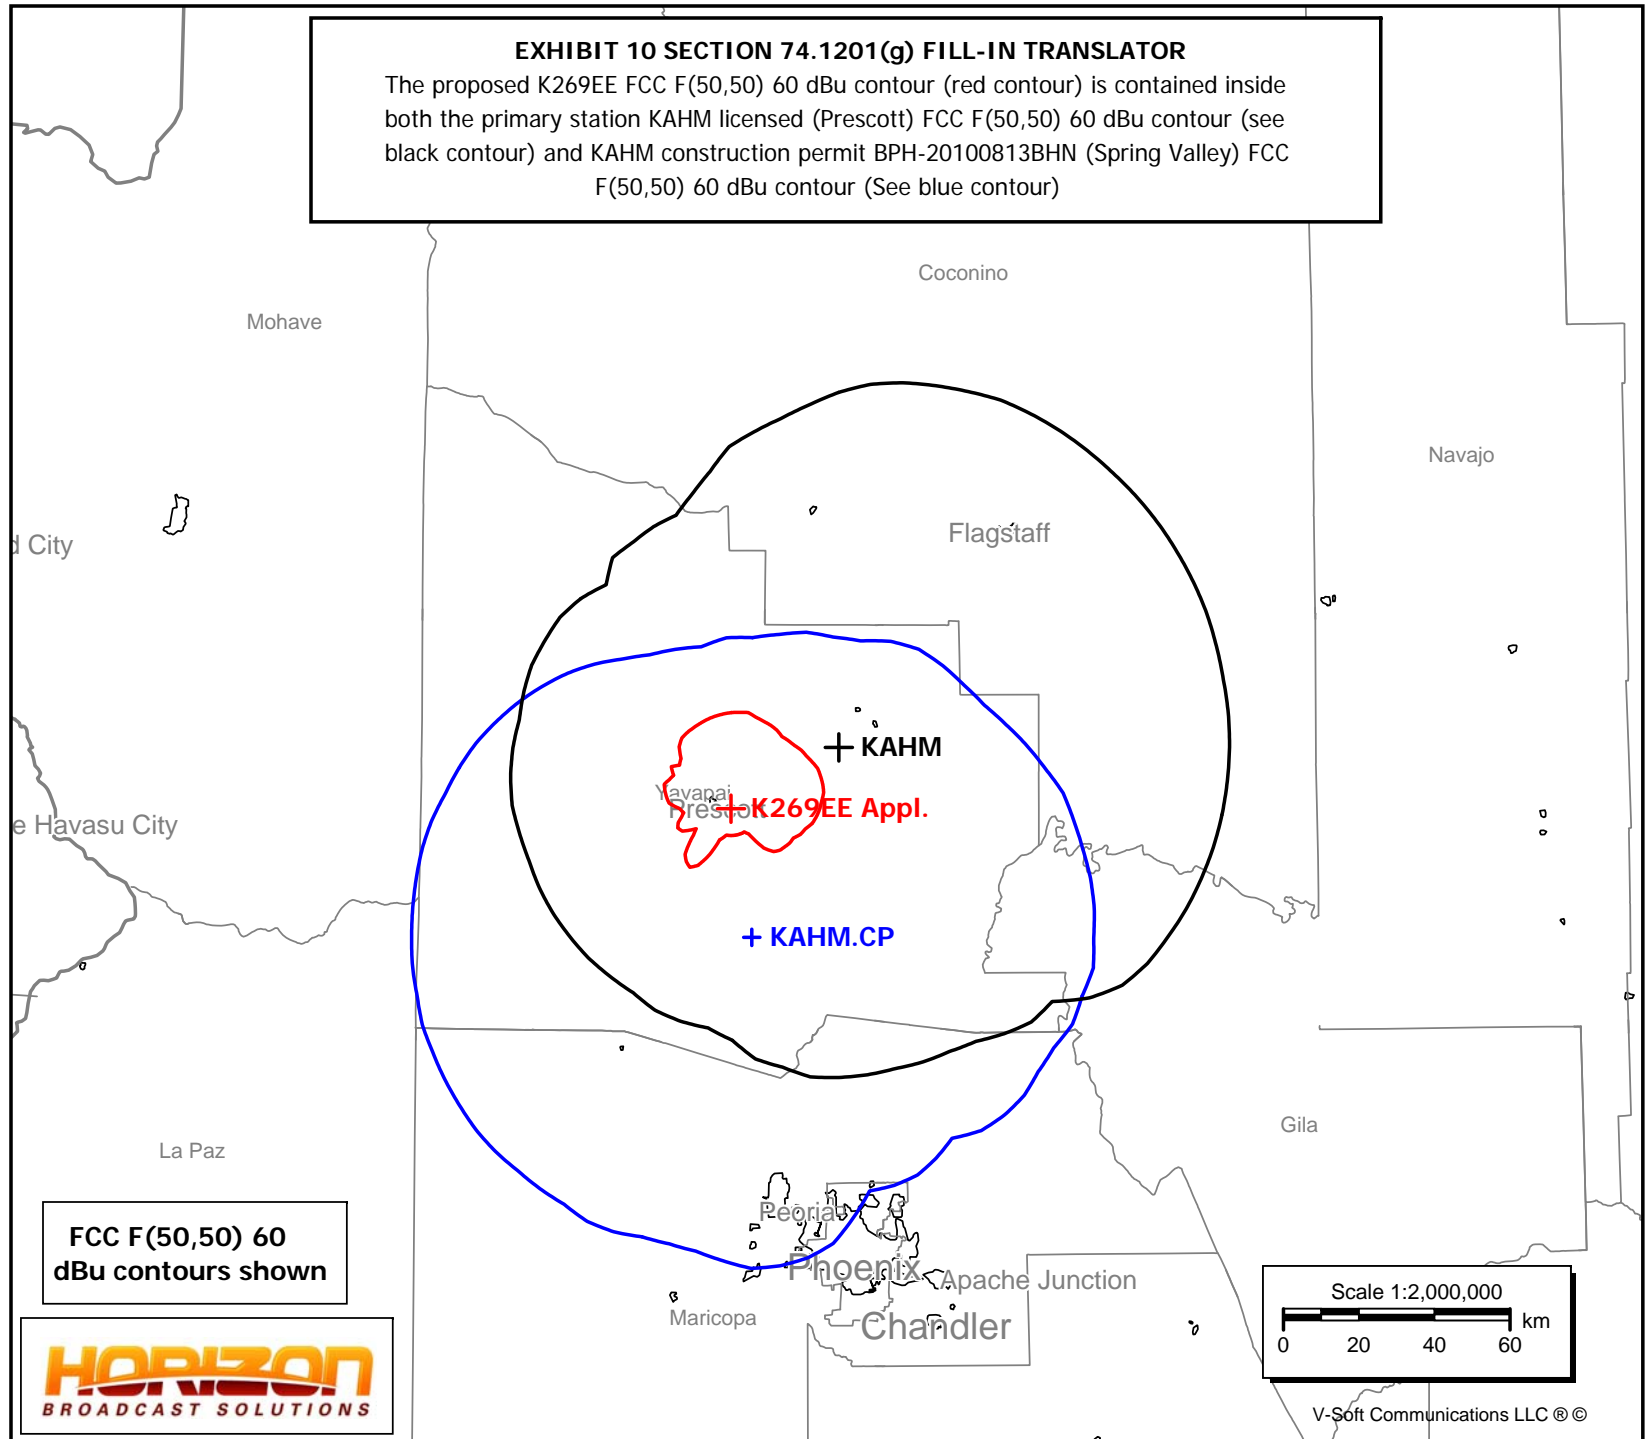 EXHIBIT 10 SECTION 74.1201(g) FILL-IN TRANSLATOR
The proposed K269EE FCC F(50,50) 60 dBu contour (red contour) is contained inside
both the primary station KAHM licensed (Prescott) FCC F(50,50) 60 dBu contour (see
black contour) and KAHM construction permit BPH-20100813BHN (Spring Valley) FCC
F(50,50) 60 dBu contour (See blue contour)
Coconino
Mohave
Navajo
Flagstaff
d City
KAHM
Yavapai
Prescott
K269EE Appl.
e Havasu City
KAHM.CP
Gila
La Paz
Peoria
Phoenix
Apache Junction
Maricopa
Chandler
FCC F(50,50) 60
dBu contours shown
HORIZON
BROADCAST SOLUTIONS
Scale 1:2,000,000
km
0 20 40 60
V-Soft Communications LLC ® ©